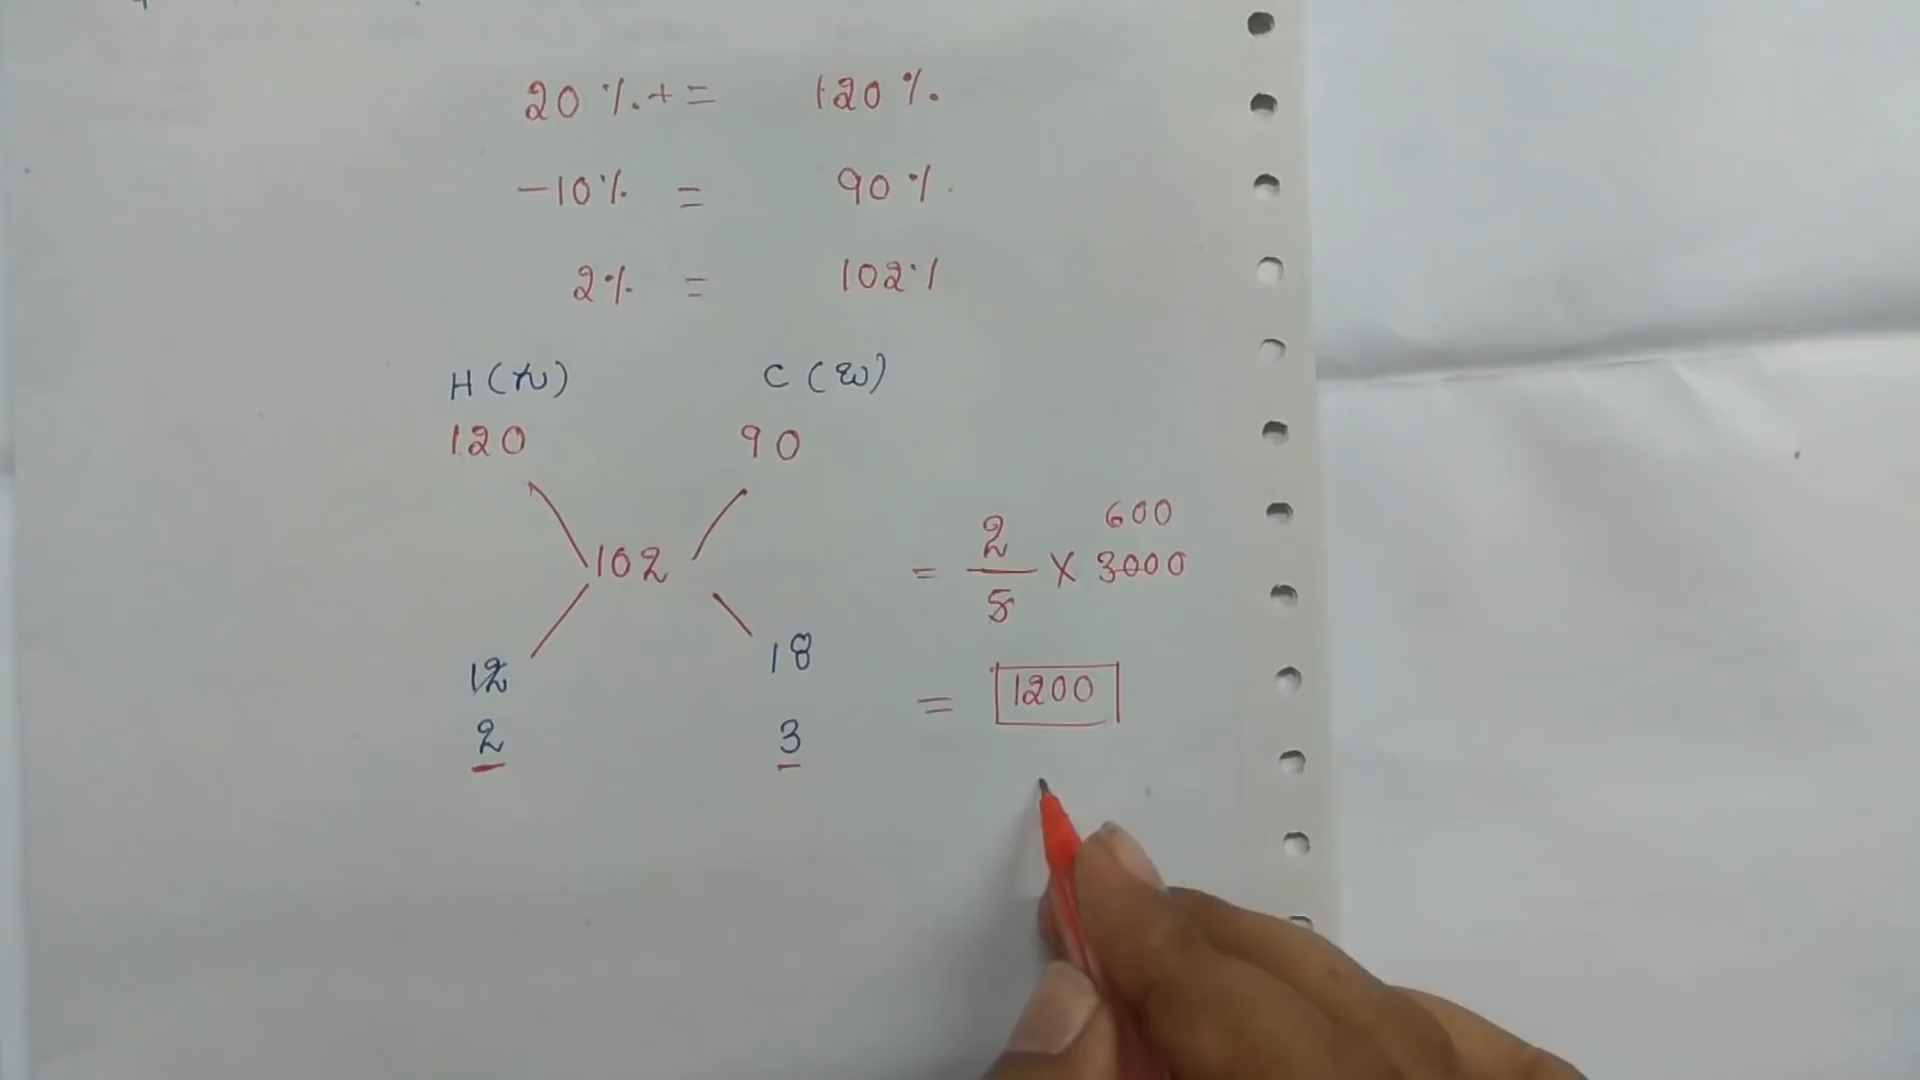 20%.+= 120%.
-10% = 90%.
2% = 102%
H ( ) C ( )
120 90
102
12 18
2 3
600
= 2/5 X 3000
= 1200